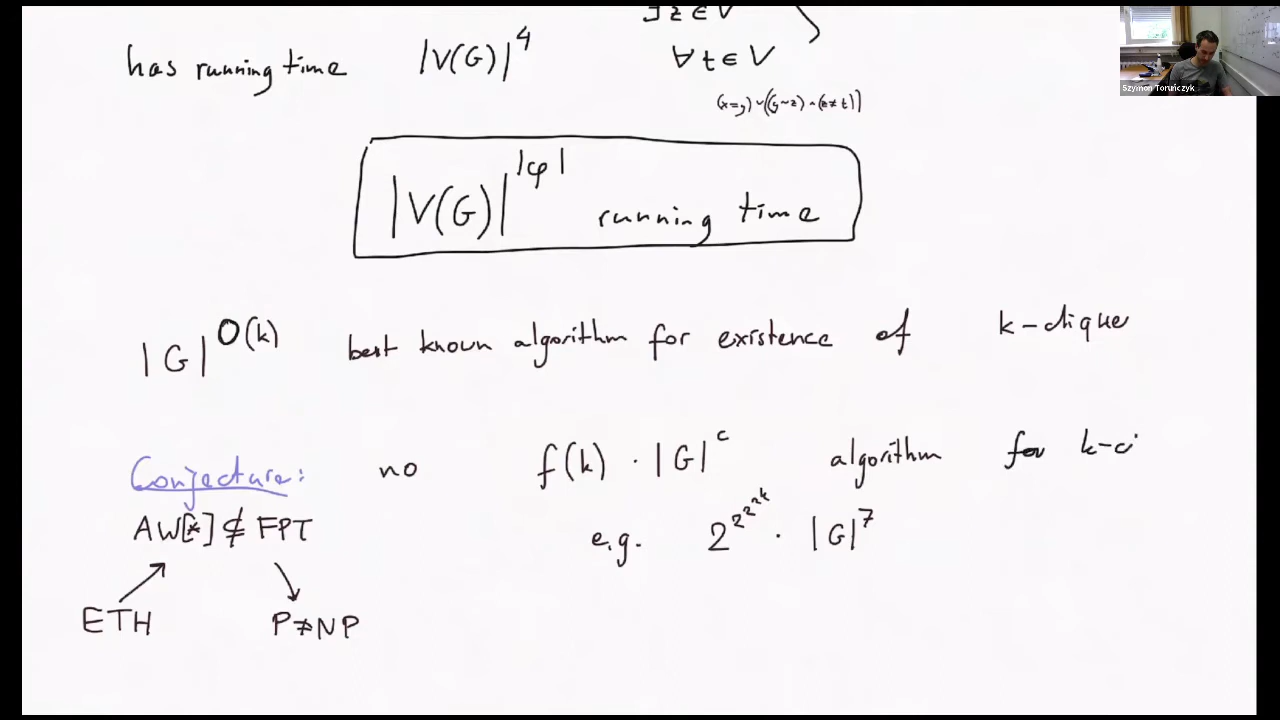 ∃ z ∈ V
has running time |V(G)|^4
∀ t ∈ V
(x=y) ∨ ((y~z) ∧ (z≠t))
|V(G)|^|φ| running time
|G|^O(k) best known algorithm for existence of k-clique
Conjecture: no f(k) · |G|^c algorithm for k-cl
AW[*] ⊄ FPT
e.g. 2^2^2^2^k · |G|^7
ETH P≠NP
Szymon Toruńczyk